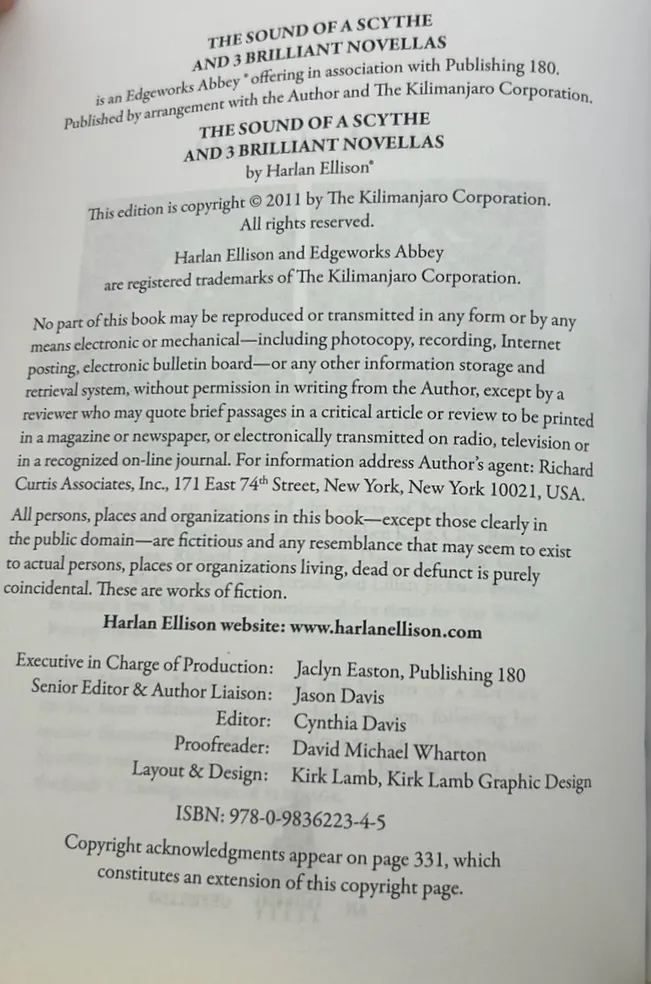 THE SOUND OF A SCYTHE
AND 3 BRILLIANT NOVELLAS
is an Edgeworks Abbey® offering in association with Publishing 180.
Published by arrangement with the Author and The Kilimanjaro Corporation.
THE SOUND OF A SCYTHE
AND 3 BRILLIANT NOVELLAS
by Harlan Ellison®
This edition is copyright © 2011 by The Kilimanjaro Corporation.
All rights reserved.
Harlan Ellison and Edgeworks Abbey
are registered trademarks of The Kilimanjaro Corporation.
No part of this book may be reproduced or transmitted in any form or by any
means electronic or mechanical—including photocopy, recording, Internet
posting, electronic bulletin board—or any other information storage and
retrieval system, without permission in writing from the Author, except by a
reviewer who may quote brief passages in a critical article or review to be printed
in a magazine or newspaper, or electronically transmitted on radio, television or
in a recognized on-line journal. For information address Author's agent: Richard
Curtis Associates, Inc., 171 East 74th Street, New York, New York 10021, USA.
All persons, places and organizations in this book—except those clearly in
the public domain—are fictitious and any resemblance that may seem to exist
to actual persons, places or organizations living, dead or defunct is purely
coincidental. These are works of fiction.
Harlan Ellison website: www.harlanellison.com
Executive in Charge of Production: Jaclyn Easton, Publishing 180
Senior Editor & Author Liaison: Jason Davis
Editor: Cynthia Davis
Proofreader: David Michael Wharton
Layout & Design: Kirk Lamb, Kirk Lamb Graphic Design
ISBN: 978-0-9836223-4-5
Copyright acknowledgments appear on page 331, which
constitutes an extension of this copyright page.